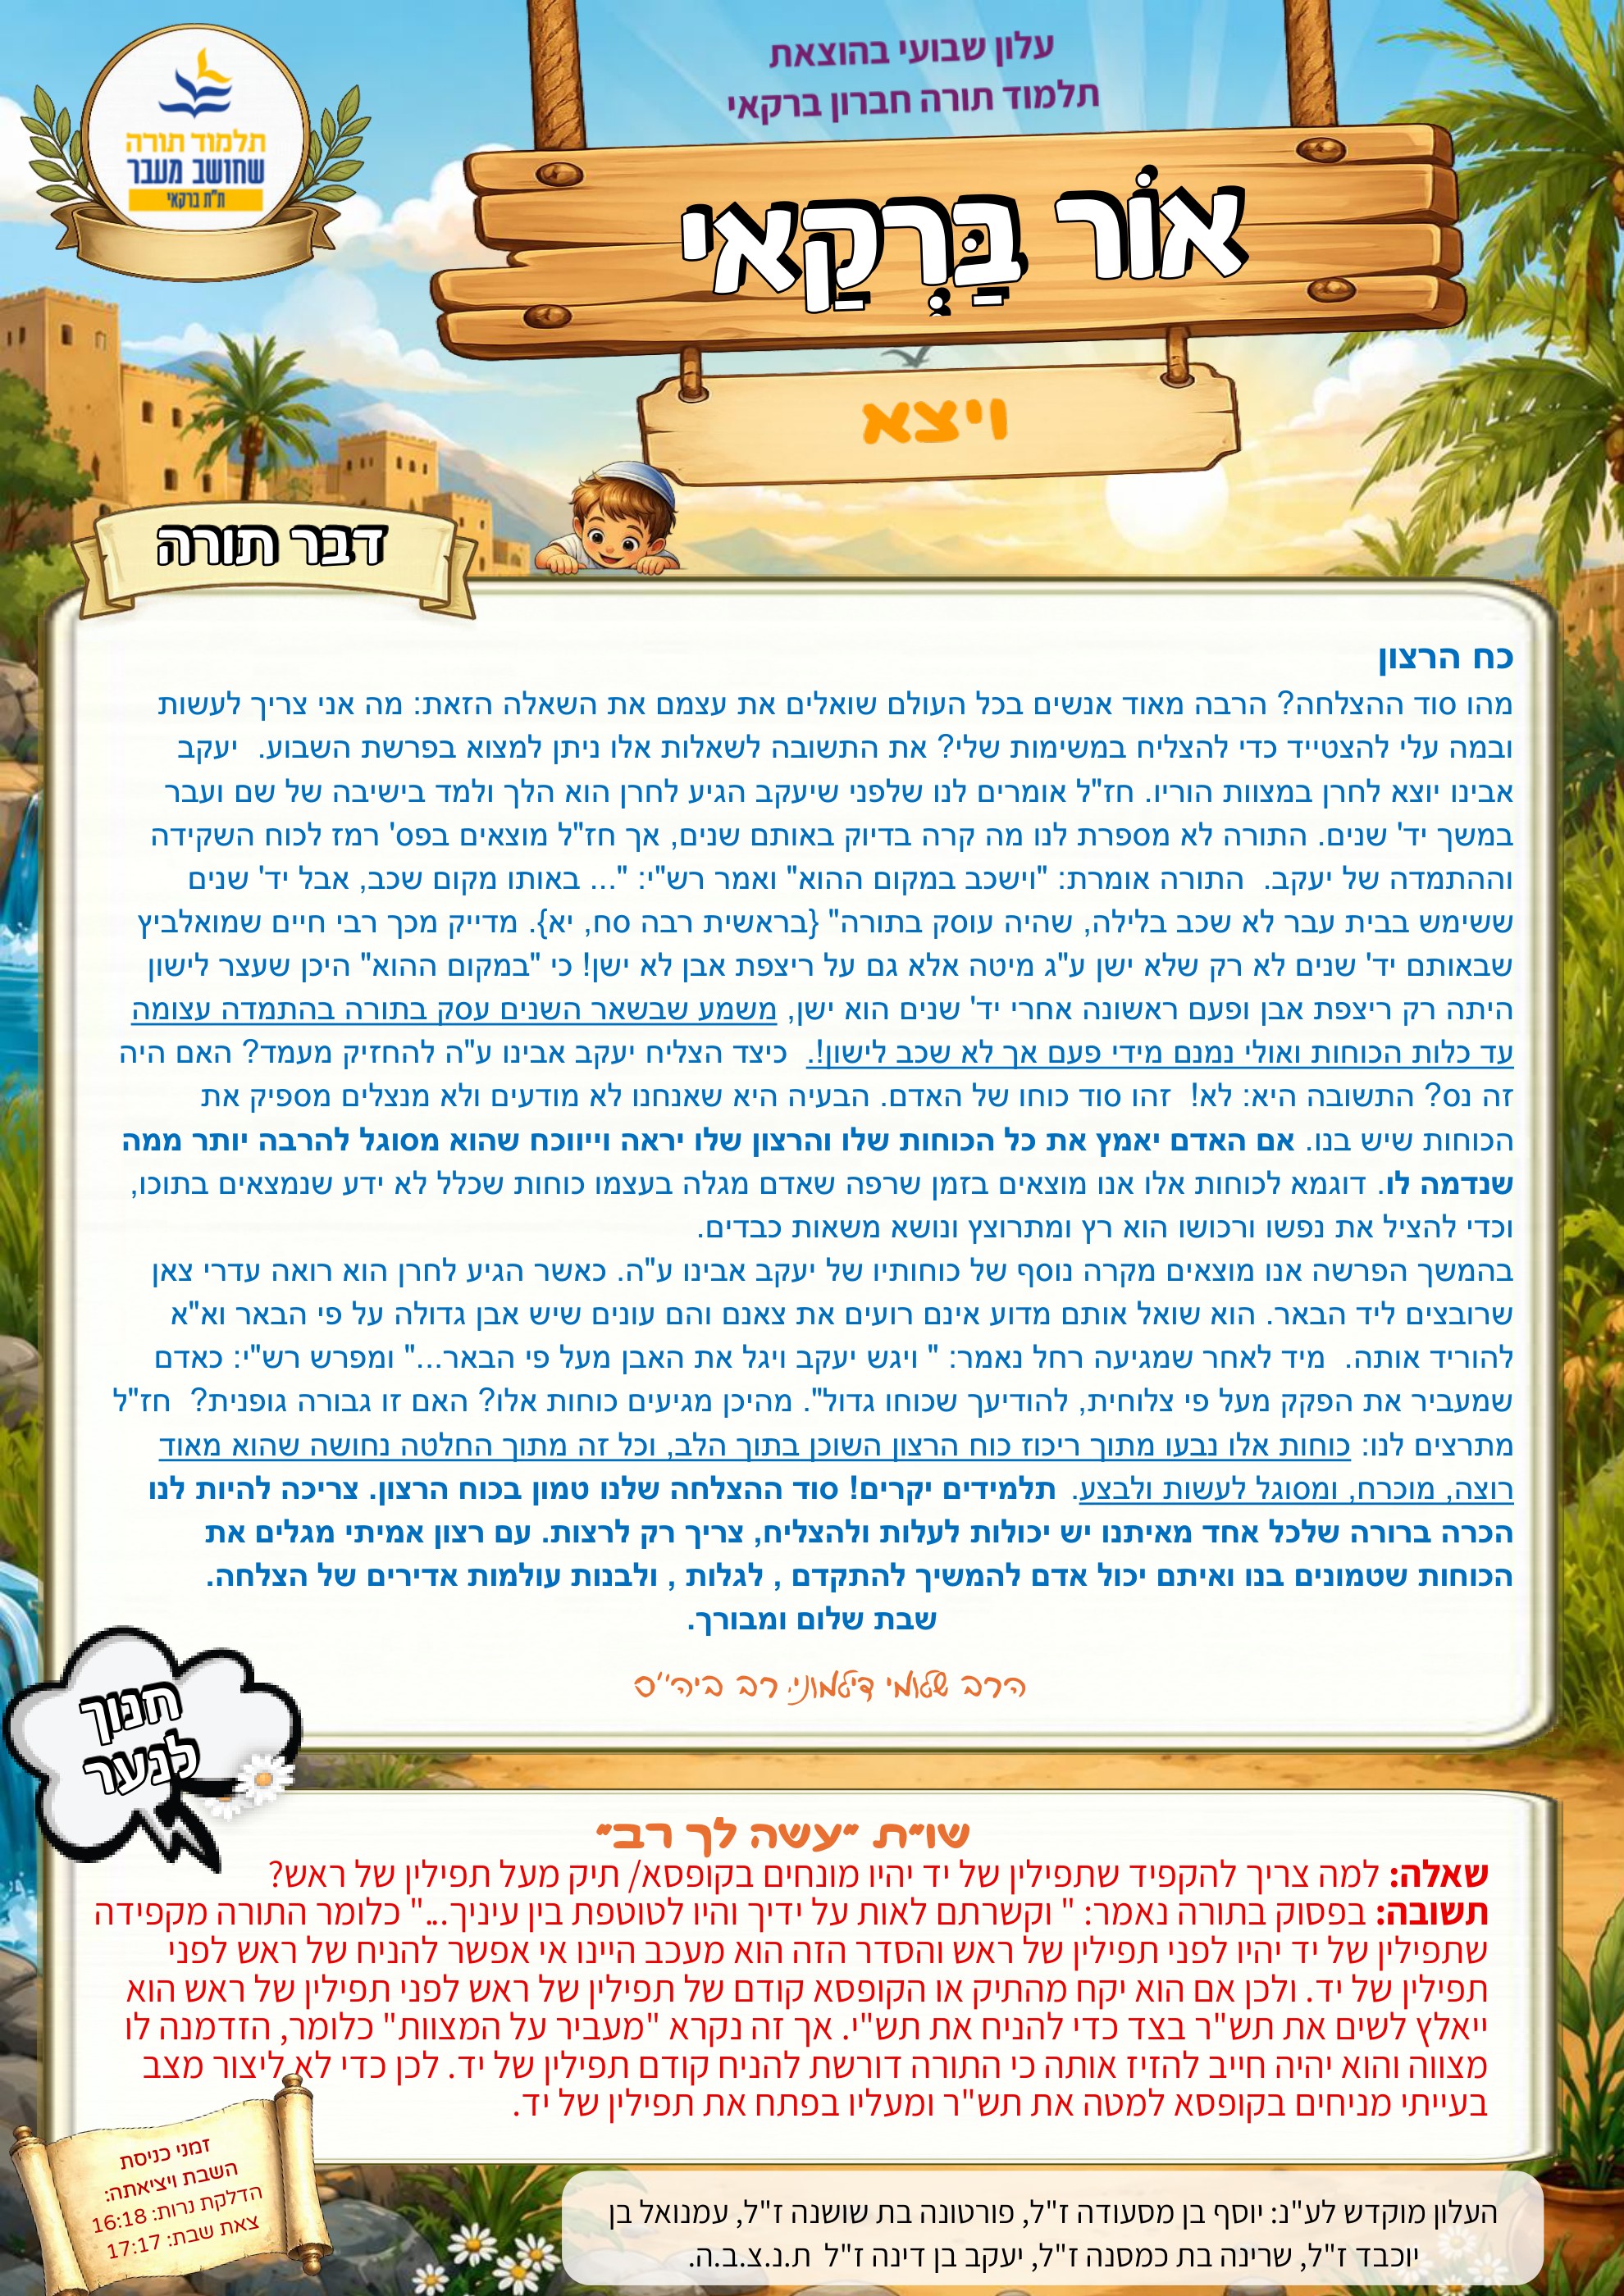 עלון שבועי בהוצאת
תלמוד תורה חברון ברקאי
תלמוד תורה
שחושב מעבר
ת"ת ברקאי
אוֹר בַּרְקַאי
ויצא
דבר תורה
כח הרצון
מהו סוד ההצלחה? הרבה מאוד אנשים בכל העולם שואלים את עצמם את השאלה הזאת: מה אני צריך לעשות
ובמה עלי להצטייד כדי להצליח במשימות שלי? את התשובה לשאלות אלו ניתן למצוא בפרשת השבוע. יעקב
אבינו יוצא לחרן במצוות הוריו. חז"ל אומרים לנו שלפני שיעקב הגיע לחרן הוא הלך ולמד בישיבה של שם ועבר
במשך יד' שנים. התורה לא מספרת לנו מה קרה בדיוק באותם שנים, אך חז"ל מוצאים בפס' רמז לכוח השקידה
וההתמדה של יעקב. התורה אומרת: "וישכב במקום ההוא" ואמר רש"י: "... באותו מקום שכב, אבל יד' שנים
ששימש בבית עבר לא שכב בלילה, שהיה עוסק בתורה" {בראשית רבה סח, יא}. מדייק מכך רבי חיים שמואלביץ
שבאותם יד' שנים לא רק שלא ישן ע"ג מיטה אלא גם על ריצפת אבן לא ישן! כי "במקום ההוא" היכן שעצר לישון
היתה רק ריצפת אבן ופעם ראשונה אחרי יד' שנים הוא ישן, משמע שבשאר השנים עסק בתורה בהתמדה עצומה
עד כלות הכוחות ואולי נמנם מידי פעם אך לא שכב לישון!. כיצד הצליח יעקב אבינו ע"ה להחזיק מעמד? האם היה
זה נס? התשובה היא: לא! זהו סוד כוחו של האדם. הבעיה היא שאנחנו לא מודעים ולא מנצלים מספיק את
הכוחות שיש בנו. אם האדם יאמץ את כל הכוחות שלו והרצון שלו יראה וייווכח שהוא מסוגל להרבה יותר ממה
שנדמה לו. דוגמא לכוחות אלו אנו מוצאים בזמן שרפה שאדם מגלה בעצמו כוחות שכלל לא ידע שנמצאים בתוכו,
וכדי להציל את נפשו ורכושו הוא רץ ומתרוצץ ונושא משאות כבדים.
בהמשך הפרשה אנו מוצאים מקרה נוסף של כוחותיו של יעקב אבינו ע"ה. כאשר הגיע לחרן הוא רואה עדרי צאן
שרובצים ליד הבאר. הוא שואל אותם מדוע אינם רועים את צאנם והם עונים שיש אבן גדולה על פי הבאר וא"א
להוריד אותה. מיד לאחר שמגיעה רחל נאמר: " ויגש יעקב ויגל את האבן מעל פי הבאר..." ומפרש רש"י: כאדם
שמעביר את הפקק מעל פי צלוחית, להודיעך שכוחו גדול". מהיכן מגיעים כוחות אלו? האם זו גבורה גופנית? חז"ל
מתרצים לנו: כוחות אלו נבעו מתוך ריכוז כוח הרצון השוכן בתוך הלב, וכל זה מתוך החלטה נחושה שהוא מאוד
רוצה, מוכרח, ומסוגל לעשות ולבצע. תלמידים יקרים! סוד ההצלחה שלנו טמון בכוח הרצון. צריכה להיות לנו
הכרה ברורה שלכל אחד מאיתנו יש יכולות לעלות ולהצליח, צריך רק לרצות. עם רצון אמיתי מגלים את
הכוחות שטמונים בנו ואיתם יכול אדם להמשיך להתקדם , לגלות , ולבנות עולמות אדירים של הצלחה.
שבת שלום ומבורך.
הרב שלומי דילמוני רב ביה''ס
חנוך
לנער
שו״ת ״עשה לך רב״
שאלה: למה צריך להקפיד שתפילין של יד יהיו מונחים בקופסא/ תיק מעל תפילין של ראש?
תשובה: בפסוק בתורה נאמר: " וקשרתם לאות על ידיך והיו לטוטפת בין עיניך..." כלומר התורה מקפידה
שתפילין של יד יהיו לפני תפילין של ראש והסדר הזה הוא מעכב היינו אי אפשר להניח של ראש לפני
תפילין של יד. ולכן אם הוא יקח מהתיק או הקופסא קודם של תפילין של ראש לפני תפילין של ראש הוא
ייאלץ לשים את תש"ר בצד כדי להניח את תש"י. אך זה נקרא "מעביר על המצוות" כלומר, הזדמנה לו
מצווה והוא יהיה חייב להזיז אותה כי התורה דורשת להניח קודם תפילין של יד. לכן כדי לא ליצור מצב
בעייתי מניחים בקופסא למטה את תש"ר ומעליו בפתח את תפילין של יד.
זמני כניסת
השבת ויציאתה:
הדלקת נרות: 16:18
צאת שבת: 17:17
העלון מוקדש לע"נ: יוסף בן מסעודה ז"ל, פורטונה בת שושנה ז"ל, עמנואל בן
יוכבד ז"ל, שרינה בת כמסנה ז"ל, יעקב בן דינה ז"ל ת.נ.צ.ב.ה.